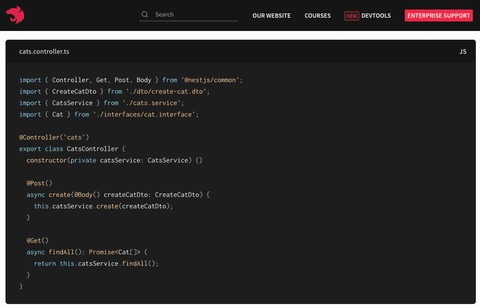 Search
OUR WEBSITE
COURSES
NEW DEVTOOLS
ENTERPRISE SUPPORT
cats.controller.ts
JS
import { Controller, Get, Post, Body } from '@nestjs/common';
import { CreateCatDto } from './dto/create-cat.dto';
import { CatsService } from './cats.service';
import { Cat } from './interfaces/cat.interface';

@Controller('cats')
export class CatsController {
  constructor(private catsService: CatsService) {}

  @Post()
  async create(@Body() createCatDto: CreateCatDto) {
    this.catsService.create(createCatDto);
  }

  @Get()
  async findAll(): Promise<Cat[]> {
    return this.catsService.findAll();
  }
}